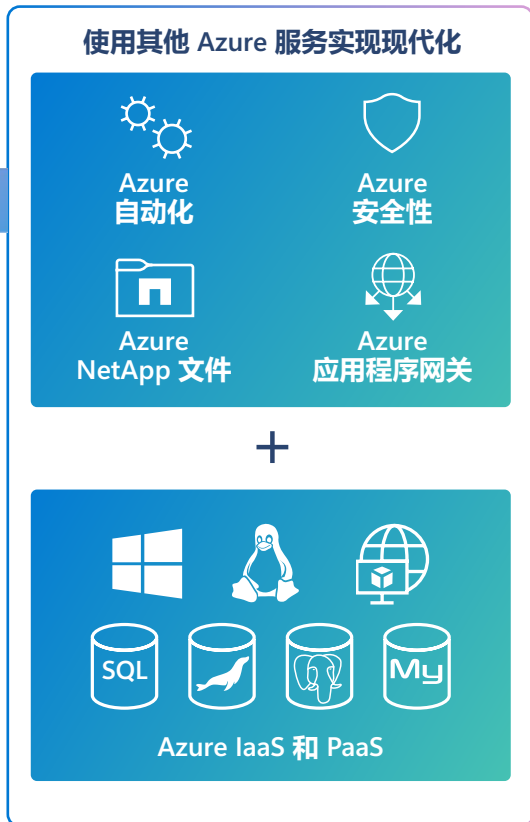 使用其他 Azure 服务实现现代化
Azure
自动化
Azure
安全性
Azure
NetApp 文件
Azure
应用程序网关
+
SQL
My
Azure IaaS 和 PaaS